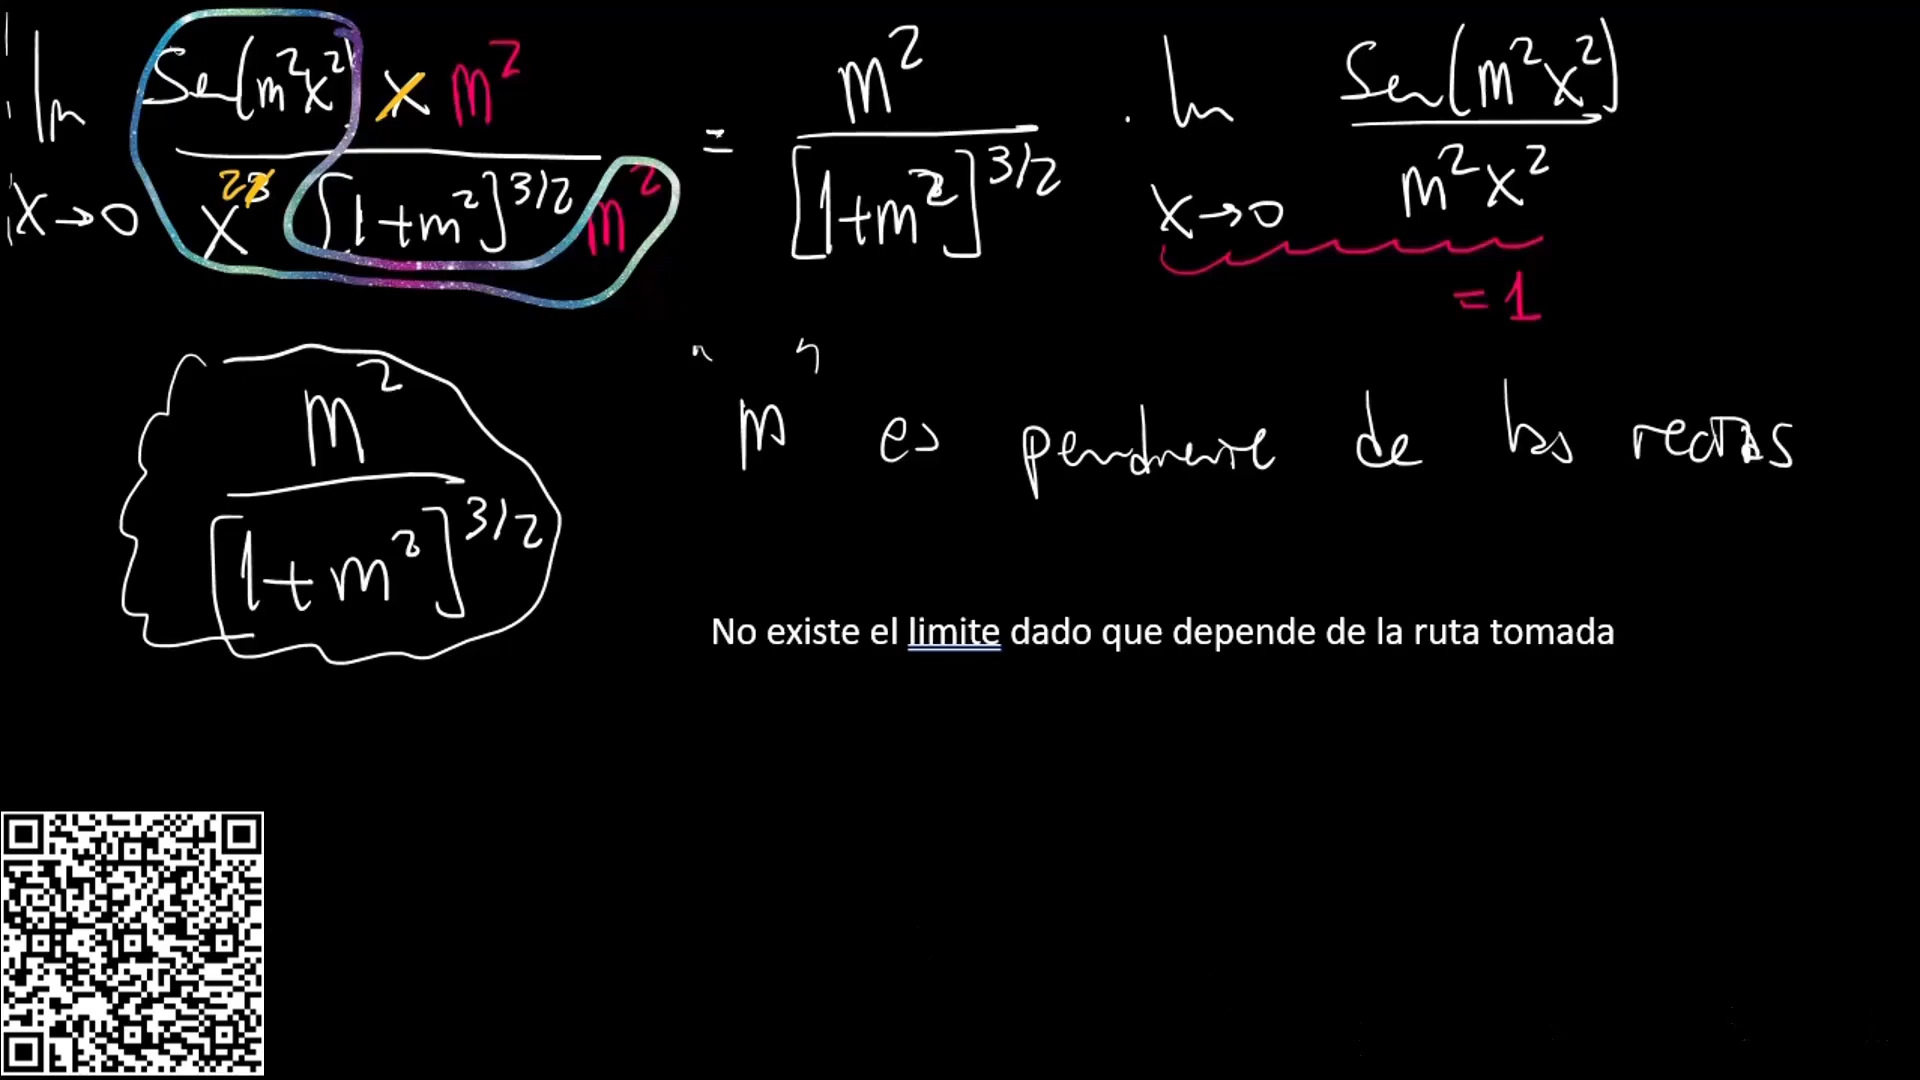 lim x→0 Sen(m²x²) x m² / x³ 2 [1+m²]^3/2 m² = m² / [1+m²]^3/2 · lim x→0 Sen(m²x²) / m²x²
= 1
m² / [1+m²]^3/2
"m" es pendiente de las rectas
No existe el limite dado que depende de la ruta tomada